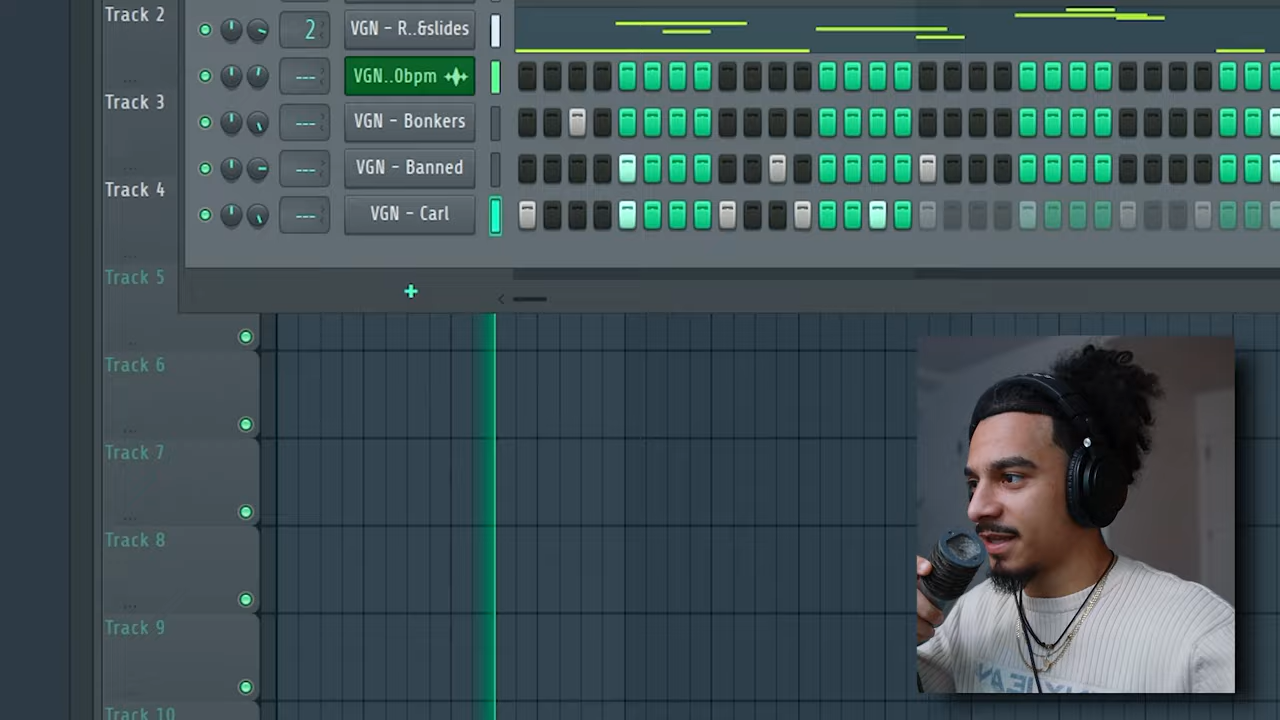 Track 2
2
VGN - R..&slides
...
---
VGN..0bpm
Track 3
---
VGN - Bonkers
...
---
VGN - Banned
Track 4
---
VGN - Carl
...
Track 5
+
...
Track 6
...
Track 7
...
Track 8
...
Track 9
Track 10